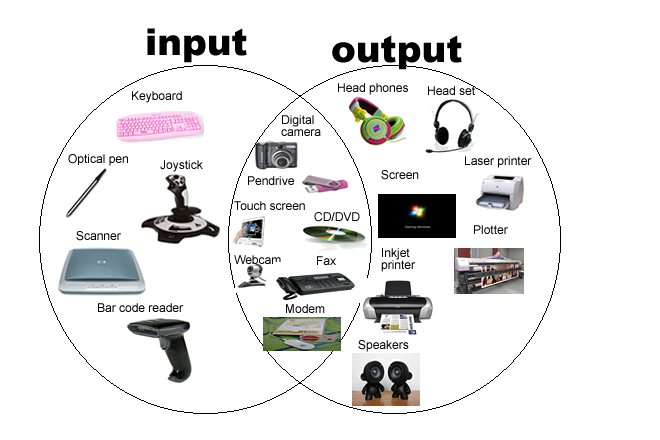 input
output
Keyboard
Head phones
Head set
Digital
camera
Optical pen
Joystick
Laser printer
Pendrive
Screen
Touch screen
CD/DVD
Scanner
Plotter
Webcam
Fax
Inkjet
printer
Bar code reader
Modem
Speakers